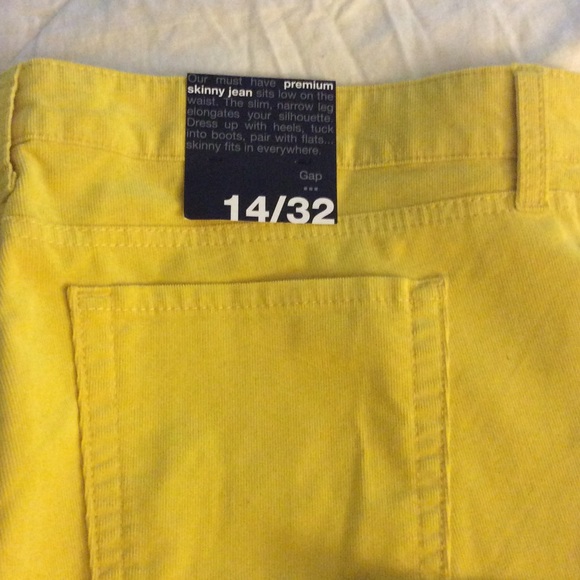 Our must have premium
skinny jean sits low on the
waist. The slim, narrow leg
elongates your silhouette.
Dress up with heels, tuck
into boots, pair with flats...
skinny fits in everywhere.
Gap
***
14/32